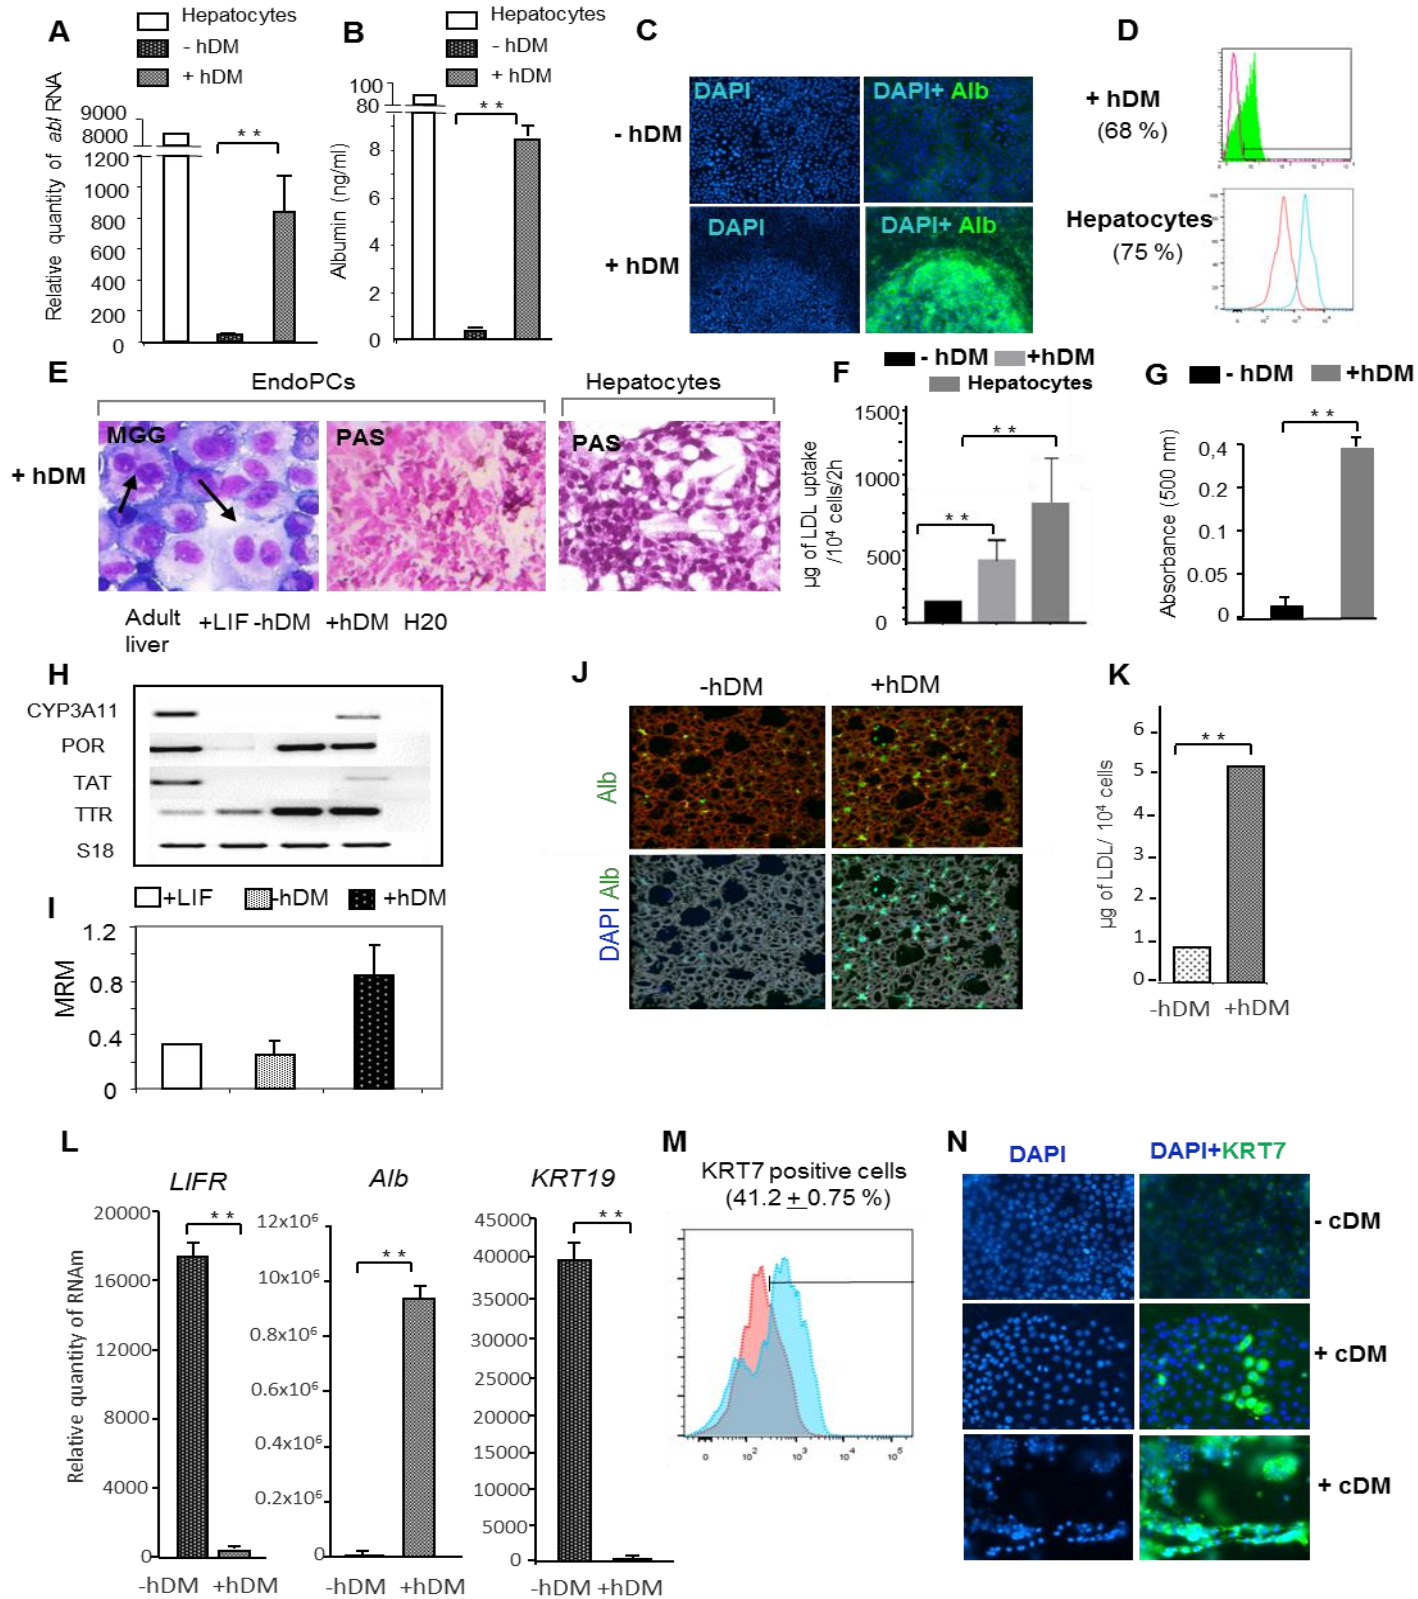 A
Hepatocytes
- hDM
+ hDM
Relative quantity of abl RNA
9000
8000
1200
1000
800
600
400
200
0
* *
B
Hepatocytes
- hDM
+ hDM
Albumin (ng/ml)
100
80
8
6
4
2
0
* *
C
DAPI
DAPI+ Alb
- hDM
DAPI
DAPI+ Alb
+ hDM
D
+ hDM
(68 %)
Hepatocytes
(75 %)
E
EndoPCs
Hepatocytes
+ hDM
MGG
PAS
PAS
F
- hDM
+hDM
Hepatocytes
µg of LDL uptake
/10⁴ cells/2h
1500
1000
500
0
* *
* *
G
- hDM
+hDM
Absorbance (500 nm)
0,4
0.2
0.1
0.05
0
* *
Adult
liver
+LIF
-hDM
+hDM
H20
H
CYP3A11
POR
TAT
TTR
S18
I
+LIF
-hDM
+hDM
MRM
1.2
0.8
0.4
0
J
-hDM
+hDM
Alb
DAPI Alb
K
µg of LDL/ 10⁴ cells
6
5
4
3
2
1
0
* *
-hDM
+hDM
L
LIFR
Relative quantity of RNAm
20000
16000
12000
8000
4000
0
* *
-hDM
+hDM
Alb
12x10⁶
10x10⁶
0.8x10⁶
0.6x10⁶
0.4x10⁶
0.2x10⁶
0
* *
-hDM
+hDM
KRT19
45000
40000
35000
30000
25000
20000
15000
10000
5000
0
* *
-hDM
+hDM
M
KRT7 positive cells
(41.2 + 0.75 %)
0
10²
10³
10⁴
10⁵
N
DAPI
DAPI+KRT7
- cDM
+ cDM
+ cDM